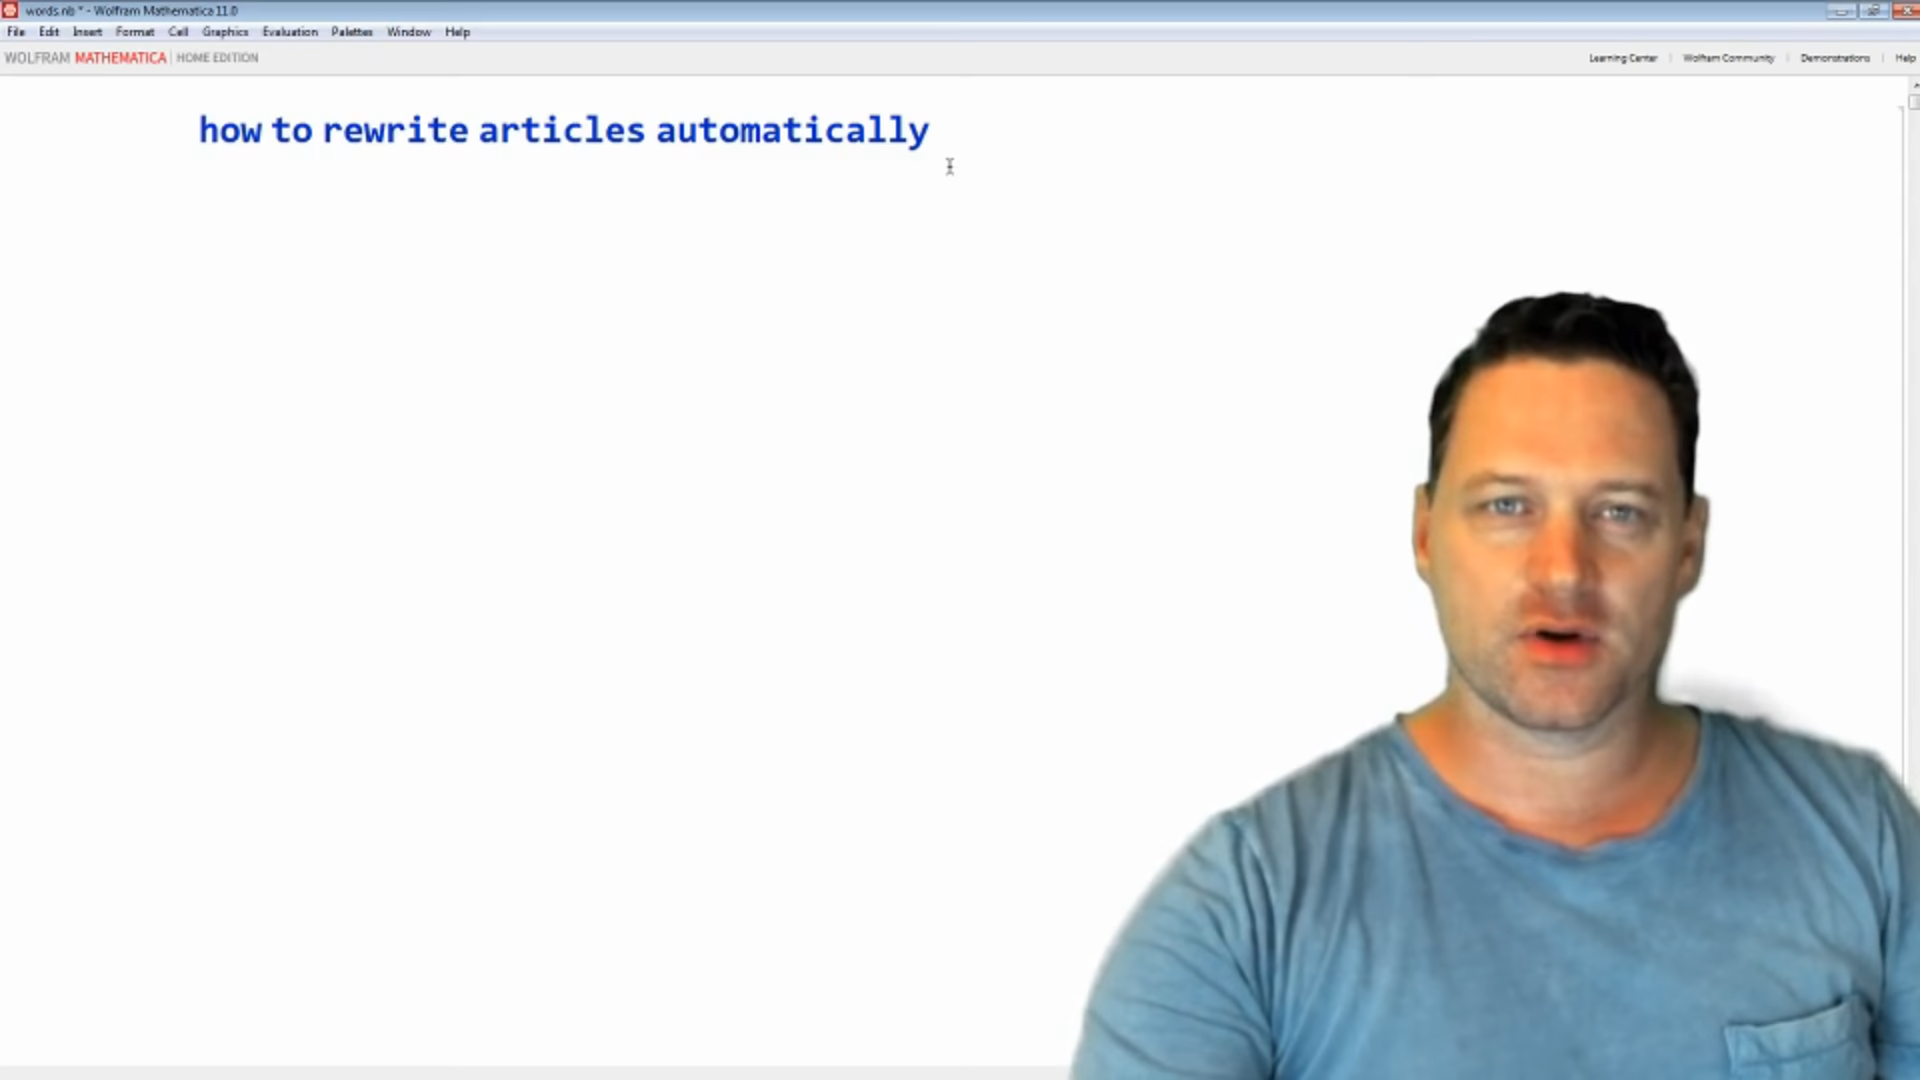 words.nb * - Wolfram Mathematica 11.0
File Edit Insert Format Cell Graphics Evaluation Palettes Window Help
WOLFRAM MATHEMATICA | HOME EDITION
Learning Center | Wolfram Community | Demonstrations | Help
how to rewrite articles automatically